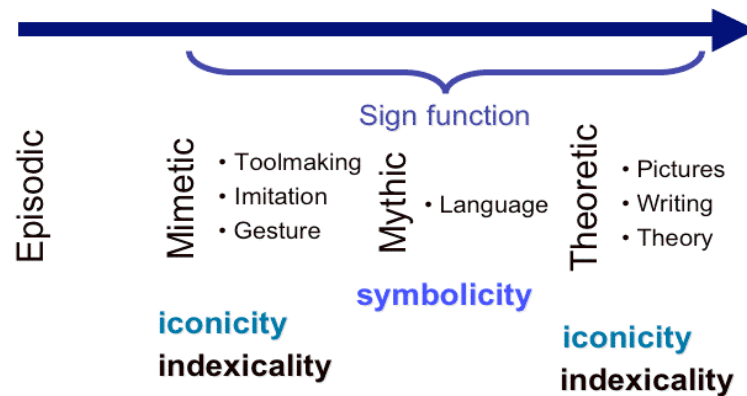 Sign function
Episodic
Mimetic
• Toolmaking
• Imitation
• Gesture
iconicity
indexicality
Mythic
• Language
symbolicity
Theoretic
• Pictures
• Writing
• Theory
iconicity
indexicality